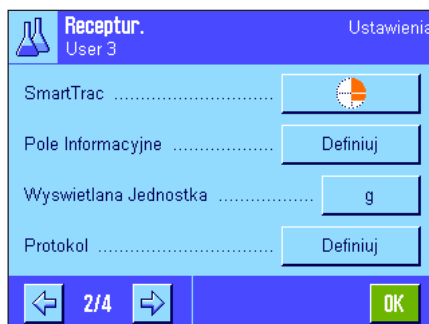 Receptur. Ustawienia
User 3
SmartTrac ............................
Pole Informacyjne ................... Definiuj
Wyswietlana Jednostka .................. g
Protokol ................................. Definiuj
2/4 OK